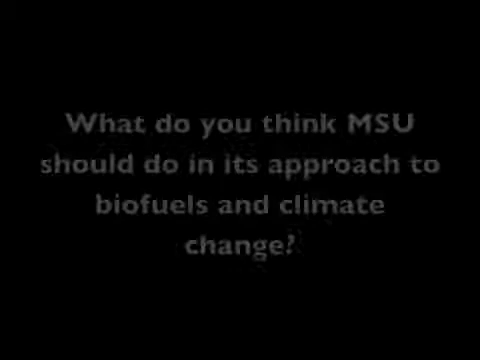 What do you think MSU
should do in its approach to
biofuels and climate
change?